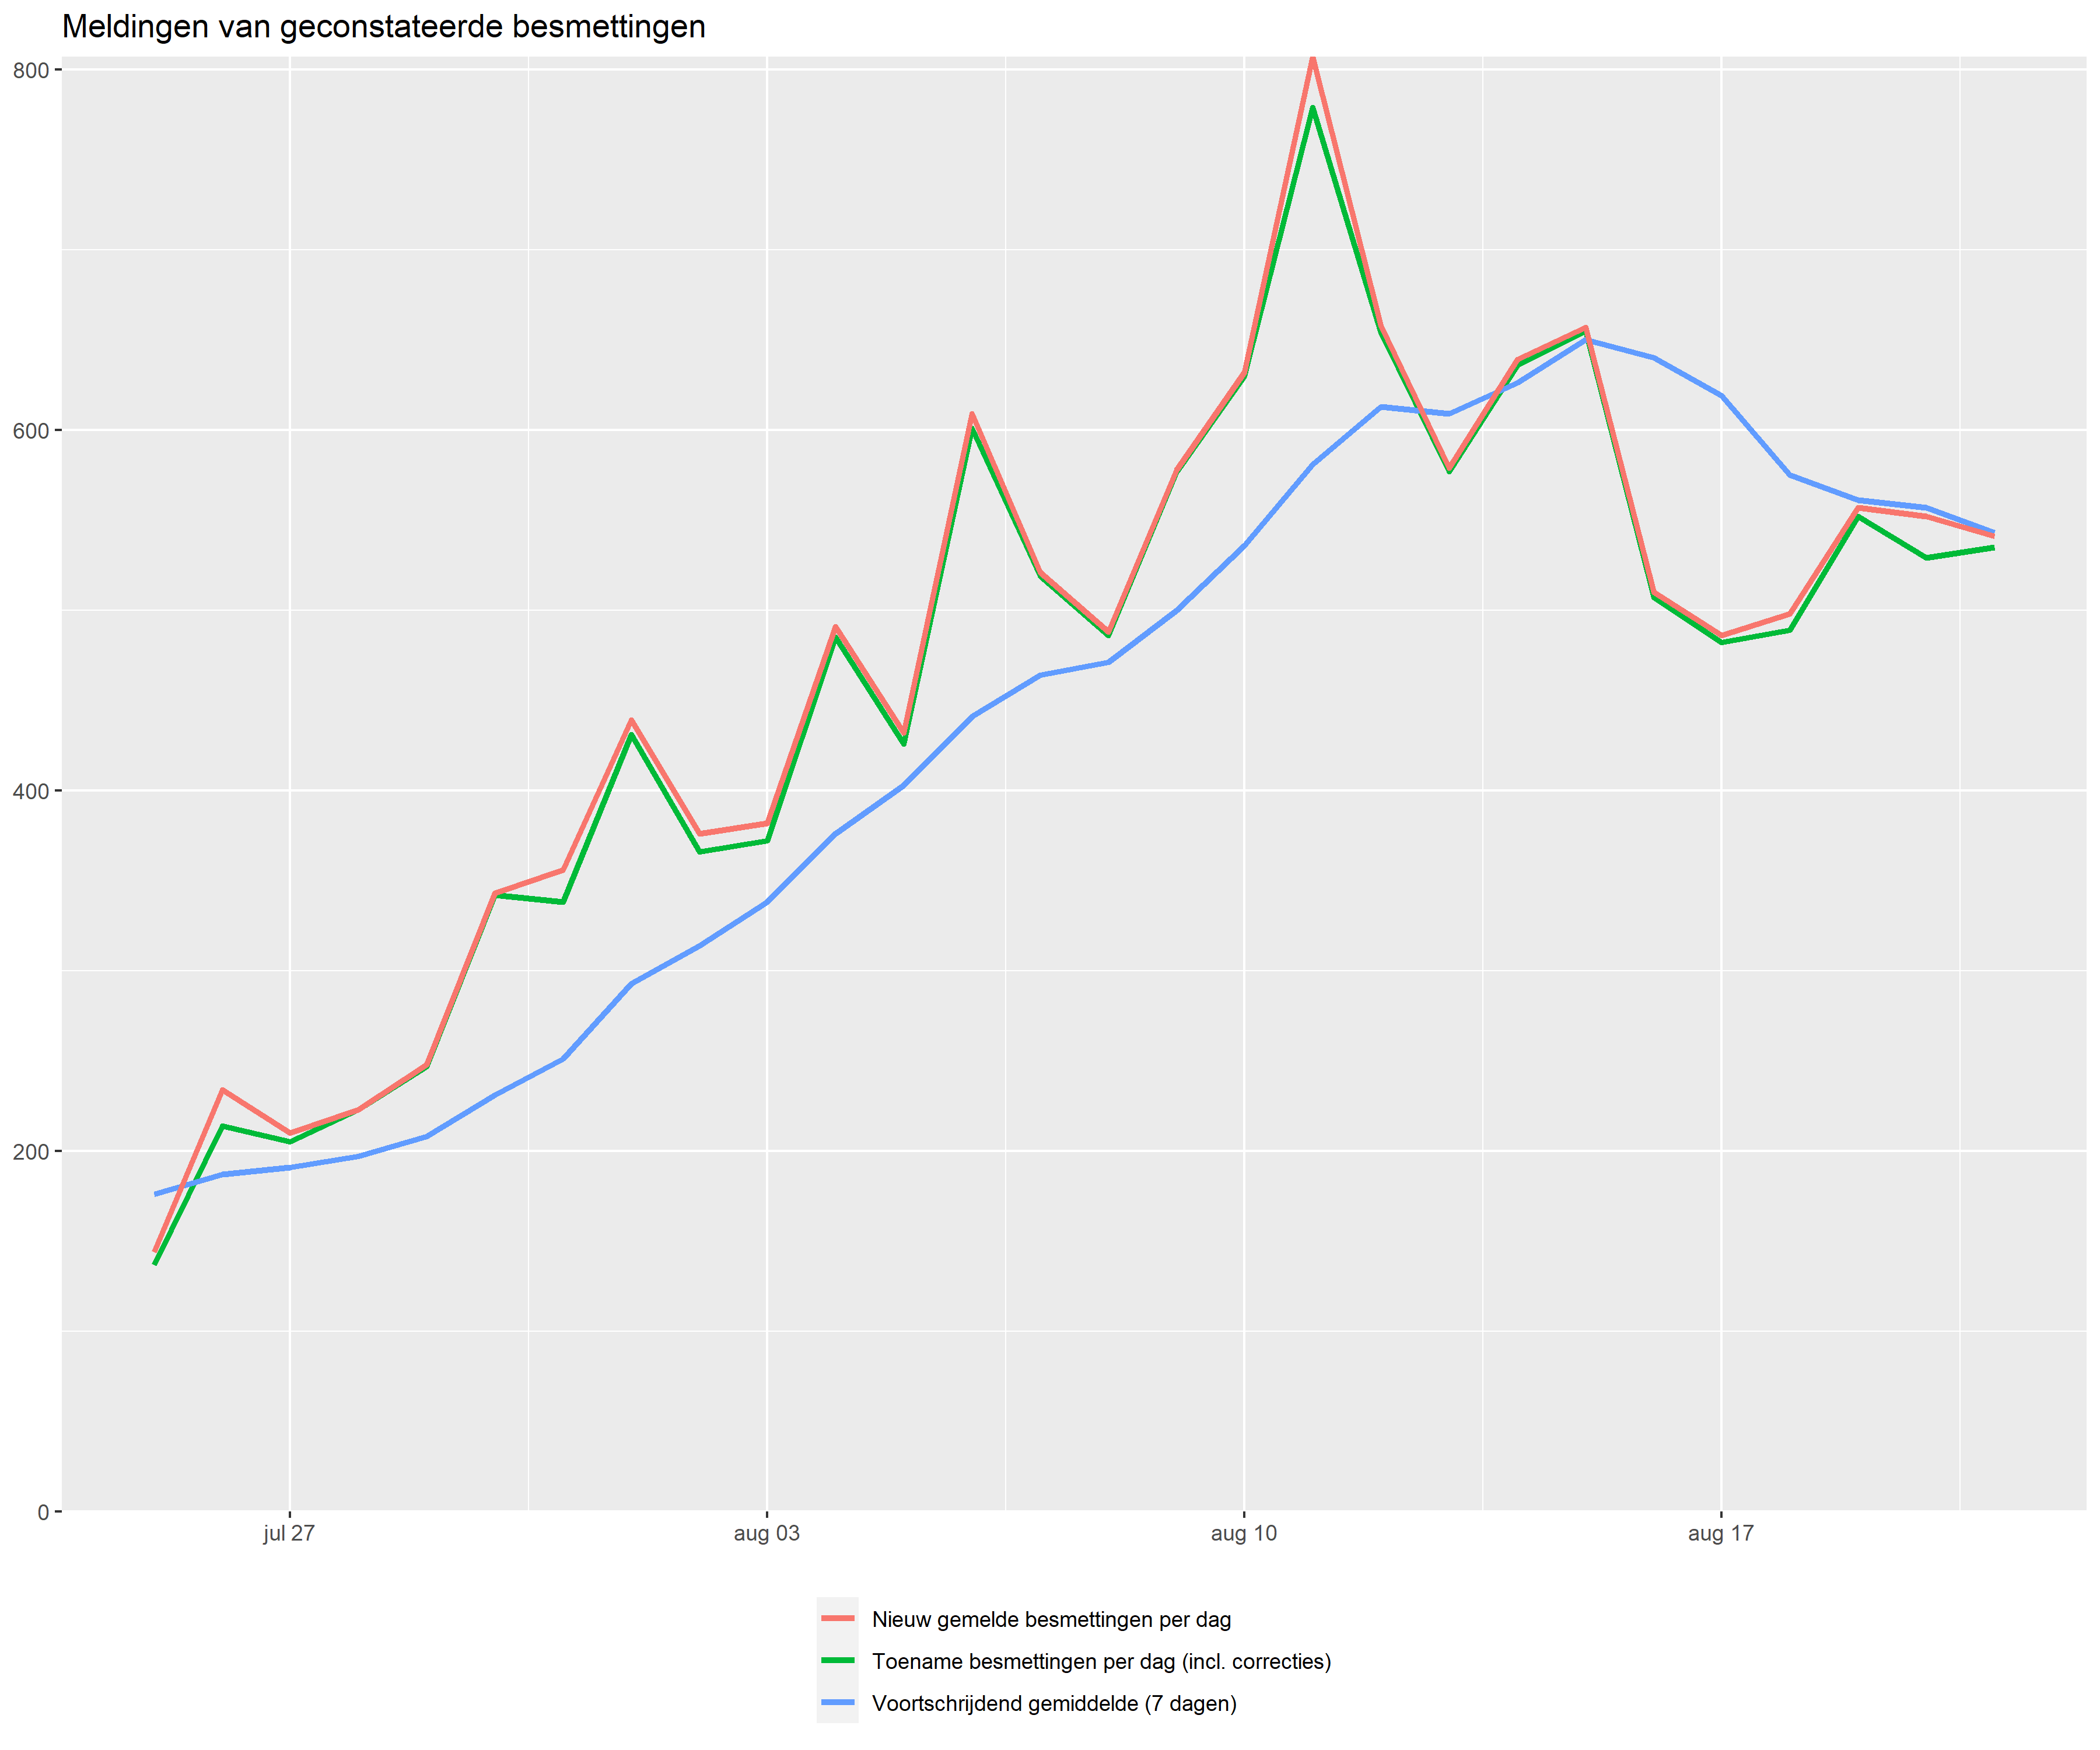 Meldingen van geconstateerde besmettingen
800
600
400
200
0
jul 27 aug 03 aug 10 aug 17
Nieuw gemelde besmettingen per dag
Toename besmettingen per dag (incl. correcties)
Voortschrijdend gemiddelde (7 dagen)